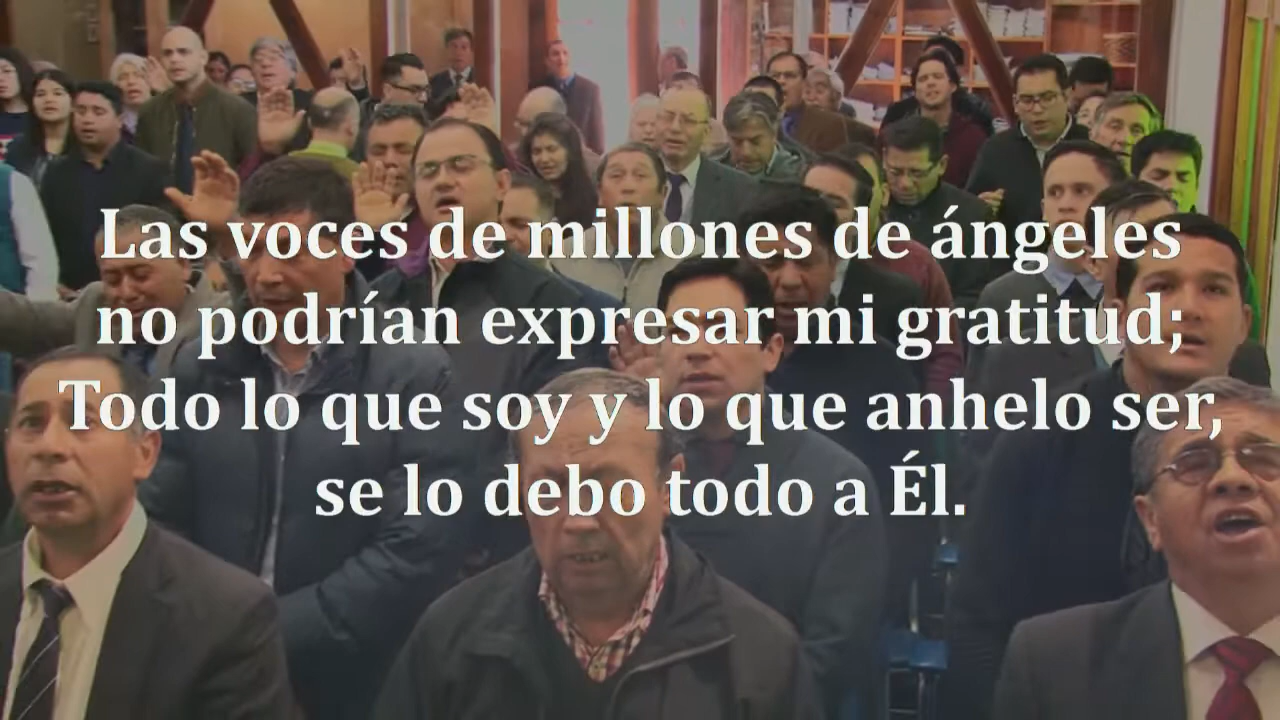 Las voces de millones de ángeles
no podrían expresar mi gratitud;
Todo lo que soy y lo que anhelo ser,
se lo debo todo a Él.